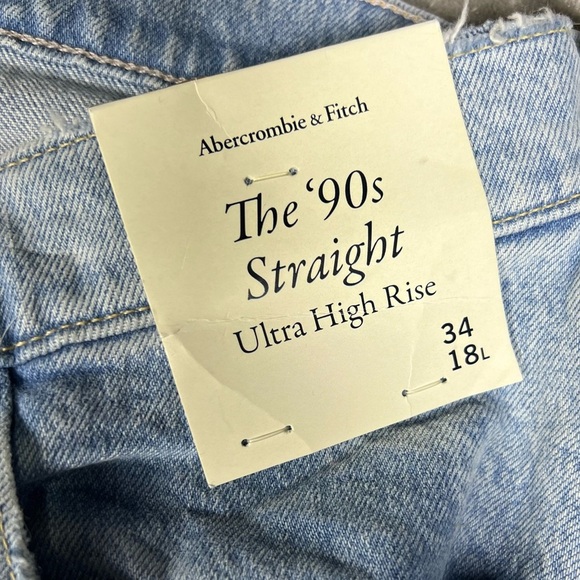 Abercrombie & Fitch
The ‘90s
Straight
Ultra High Rise
34
18L